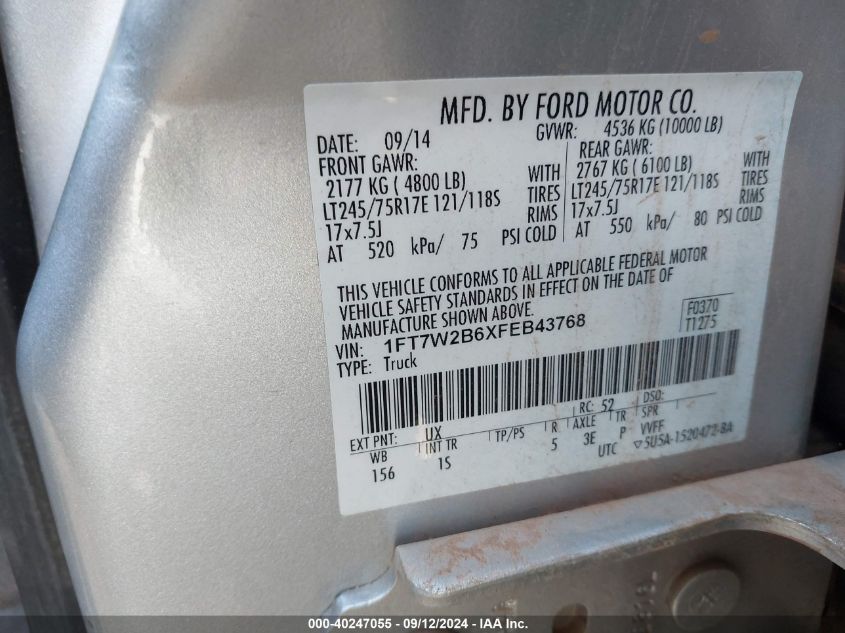 MFD. BY FORD MOTOR CO.
DATE: 09/14 GVWR: 4536 KG (10000 LB)
FRONT GAWR: REAR GAWR:
2177 KG ( 4800 LB) WITH 2767 KG ( 6100 LB) WITH
LT245/75R17E 121/118S TIRES LT245/75R17E 121/118S TIRES
17x7.5J RIMS 17x7.5J RIMS
AT 520 kPa/ 75 PSI COLD AT 550 kPa/ 80 PSI COLD
THIS VEHICLE CONFORMS TO ALL APPLICABLE FEDERAL MOTOR
VEHICLE SAFETY STANDARDS IN EFFECT ON THE DATE OF
MANUFACTURE SHOWN ABOVE.
F0370
VIN: 1FT7W2B6XFEB43768 T1275
TYPE: Truck
EXT PNT: UX RC: 52 DSO:
WB INT TR TP/PS R AXLE TR SPR
156 1S 5 3E P VVFF
UTC ▽5U5A-1520472-BA
000-40247055 - 09/12/2024 - IAAI.COM